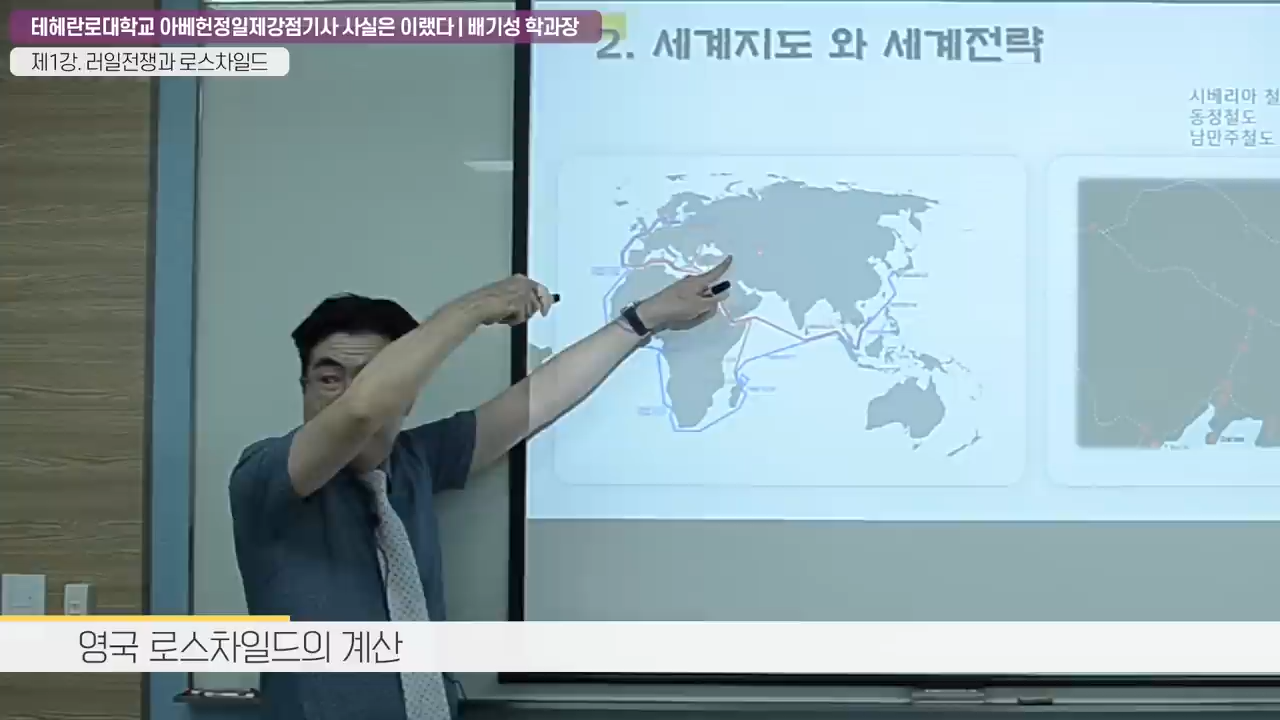 테헤란로대학교 아베헌정일제강점기사 사실은 이랬다 | 배기성 학과장
제1강. 러일전쟁과 로스차일드
2. 세계지도 와 세계전략
시베리아 철
동정철도
남만주철도
영국 로스차일드의 계산